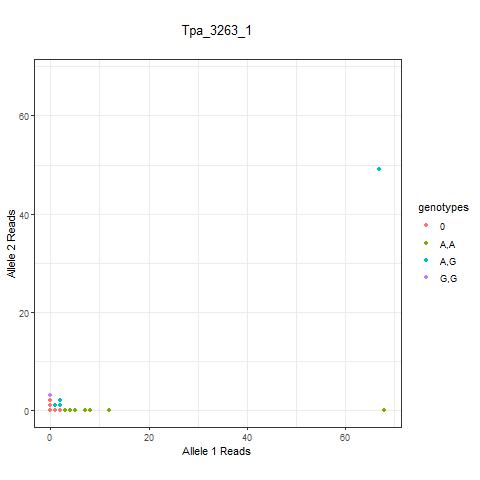 Tpa_3263_1
60
40
20
0
0 20 40 60
Allele 1 Reads
Allele 2 Reads
genotypes
0
A,A
A,G
G,G